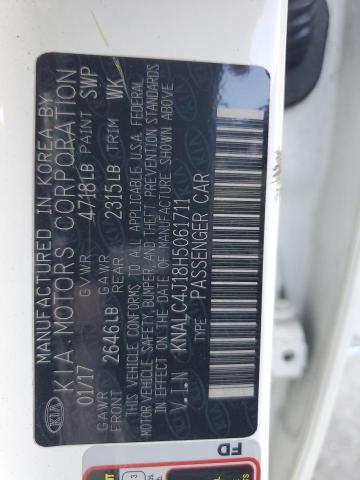 MANUFACTURED IN KOREA BY
KIA MOTORS CORPORATION
01/17 GVWR 4718LB PAINT SWP
GAWR FRONT 2646LB GAWR REAR 2315LB TRIM WK
THIS VEHICLE CONFORMS TO ALL APPLICABLE U.S.A. FEDERAL
MOTOR VEHICLE SAFETY, BUMPER, AND THEFT PREVENTION STANDARDS
IN EFFECT ON THE DATE OF MANUFACTURE SHOWN ABOVE
V.I.N KNALC4J18H5061711
TYPE: PASSENGER CAR
KIA
FD